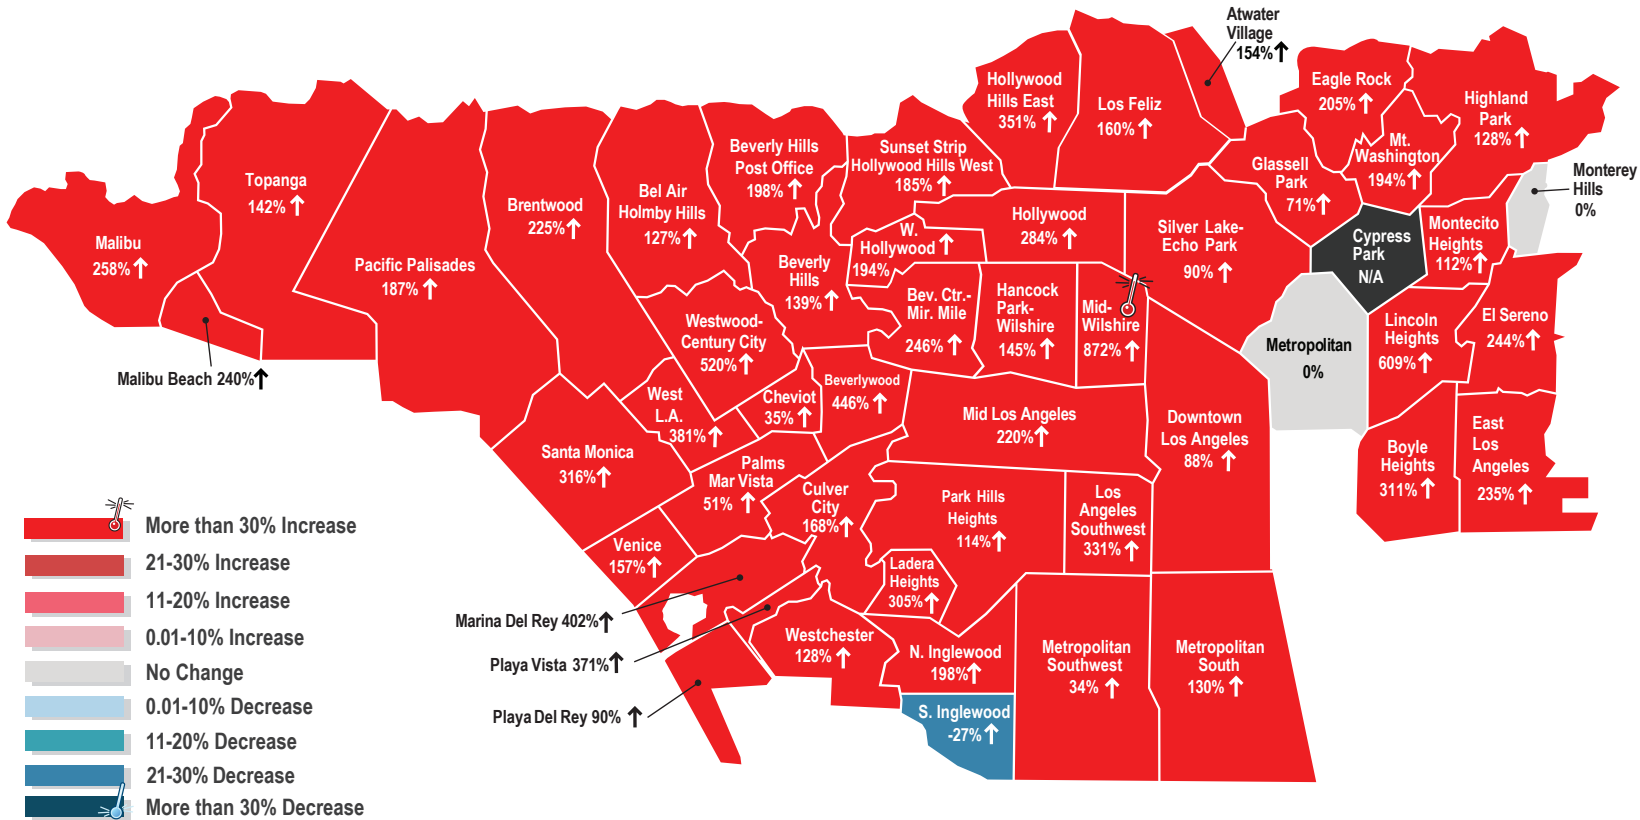 Atwater
Village
154%
Hollywood
Hills East
351%
Los Feliz
160%
Eagle Rock
205%
Highland
Park
128%
Mt.
Washington
194%
Glassell
Park
71%
Monterey
Hills
0%
Beverly Hills
Post Office
198%
Sunset Strip
Hollywood Hills West
185%
Topanga
142%
Bel Air
Holmby Hills
127%
Brentwood
225%
Hollywood
284%
W.
Hollywood
194%
Silver Lake-
Echo Park
90%
Cypress
Park
N/A
Montecito
Heights
112%
Malibu
258%
Pacific Palisades
187%
Beverly
Hills
139%
Bev. Ctr.-
Mir. Mile
246%
Hancock
Park-
Wilshire
145%
Mid-
Wilshire
872%
Westwood-
Century City
520%
Metropolitan
0%
Lincoln
Heights
609%
El Sereno
244%
Malibu Beach 240%
West
L.A.
381%
Cheviot
35%
Beverlywood
446%
Mid Los Angeles
220%
Downtown
Los Angeles
88%
Boyle
Heights
311%
East
Los
Angeles
235%
Santa Monica
316%
Palms
Mar Vista
51%
Culver
City
168%
Park Hills
Heights
114%
Los
Angeles
Southwest
331%
Venice
157%
Ladera
Heights
305%
Marina Del Rey 402%
Playa Vista 371%
Playa Del Rey 90%
Westchester
128%
N. Inglewood
198%
Metropolitan
Southwest
34%
Metropolitan
South
130%
S. Inglewood
-27%
More than 30% Increase
21-30% Increase
11-20% Increase
0.01-10% Increase
No Change
0.01-10% Decrease
11-20% Decrease
21-30% Decrease
More than 30% Decrease